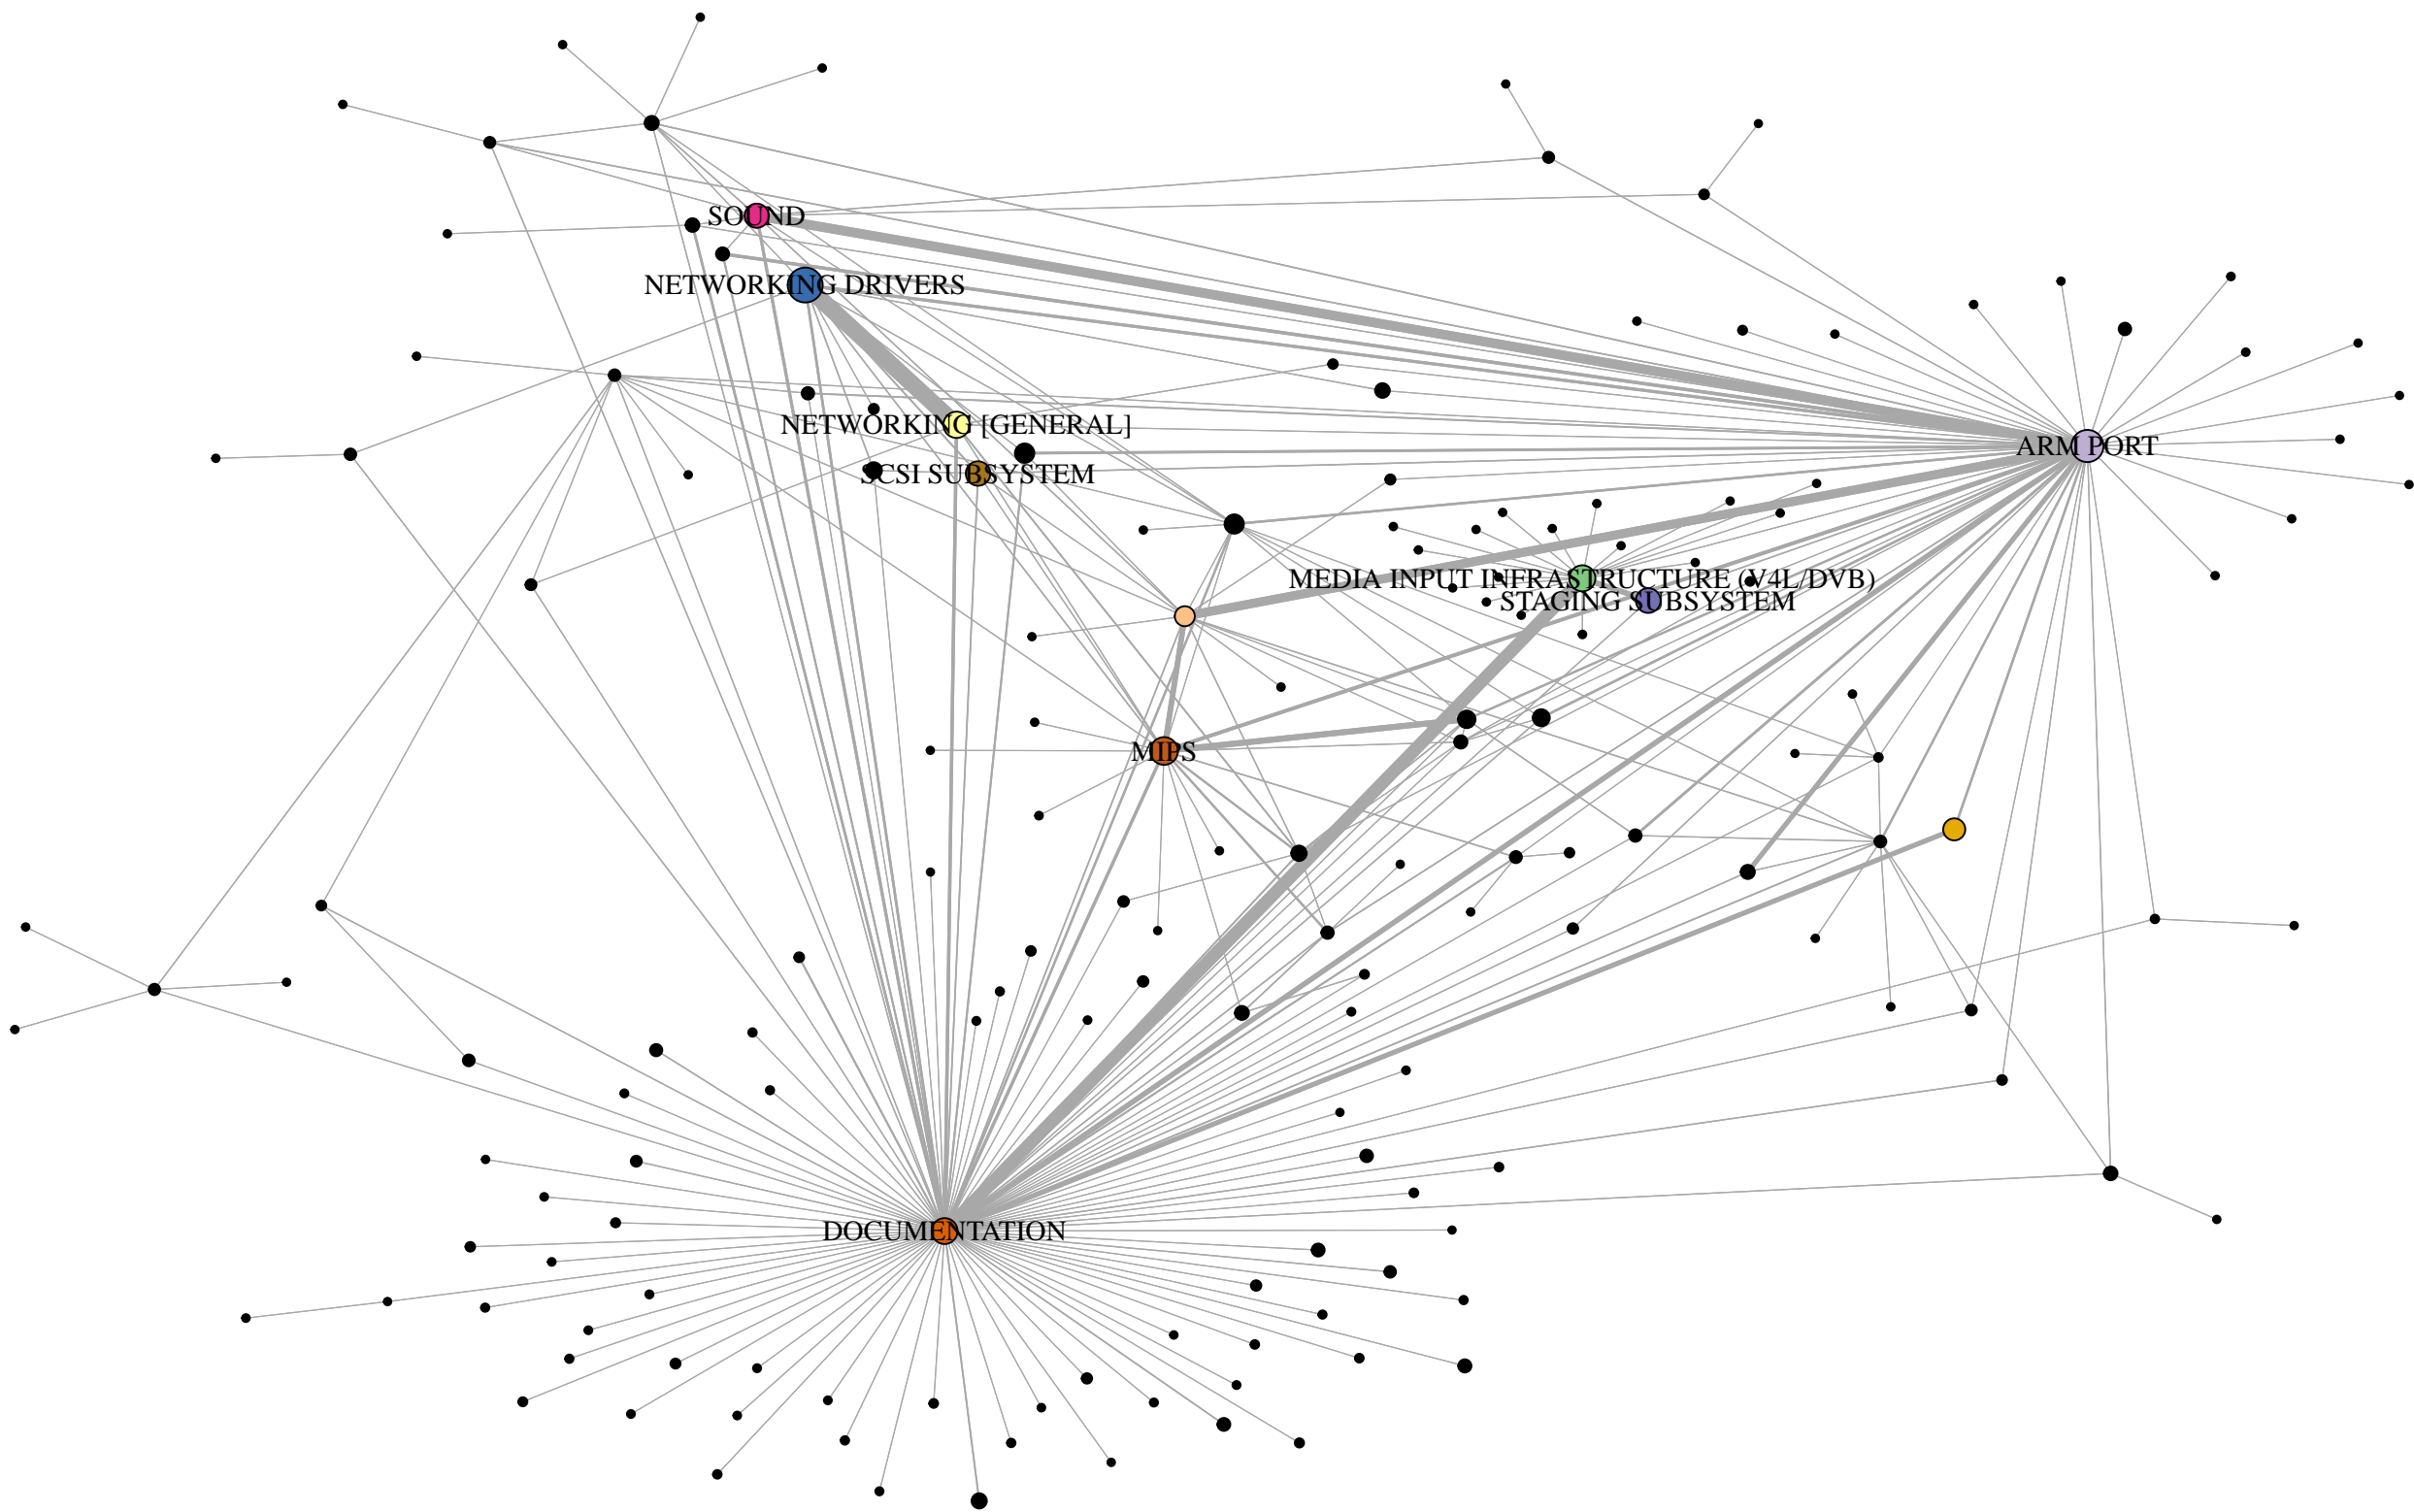 SOUND
NETWORKING DRIVERS
NETWORKING [GENERAL]
ARM PORT
SCSI SUBSYSTEM
MEDIA INPUT INFRASTRUCTURE (V4L/DVB)
STAGING SUBSYSTEM
MIPS
DOCUMENTATION